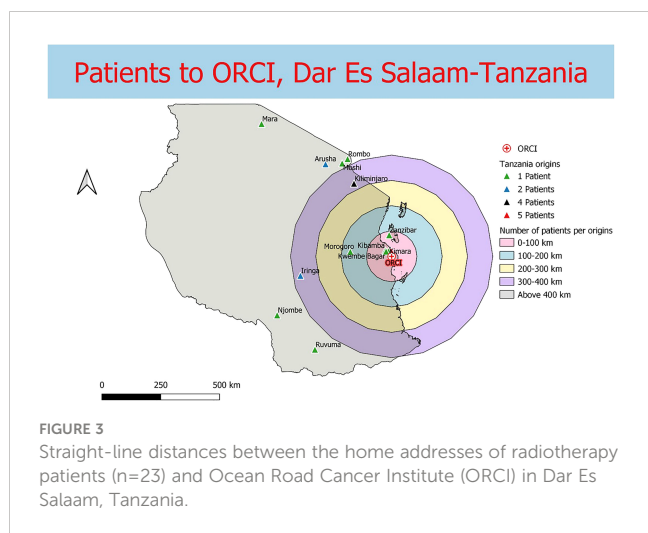 Patients to ORCI, Dar Es Salaam-Tanzania
Mara
Rombo
Arusha
Moshi
Kiliminjaro
Zanzibar
Morogoro
Kibamba
Kimara
Kwembe
ORCI
Iringa
Njombe
Ruvuma
ORCI
Tanzania origins
1 Patient
2 Patients
4 Patients
5 Patients
Number of patients per origins
0-100 km
100-200 km
200-300 km
300-400 km
Above 400 km
0 250 500 km
FIGURE 3
Straight-line distances between the home addresses of radiotherapy
patients (n=23) and Ocean Road Cancer Institute (ORCI) in Dar Es
Salaam, Tanzania.